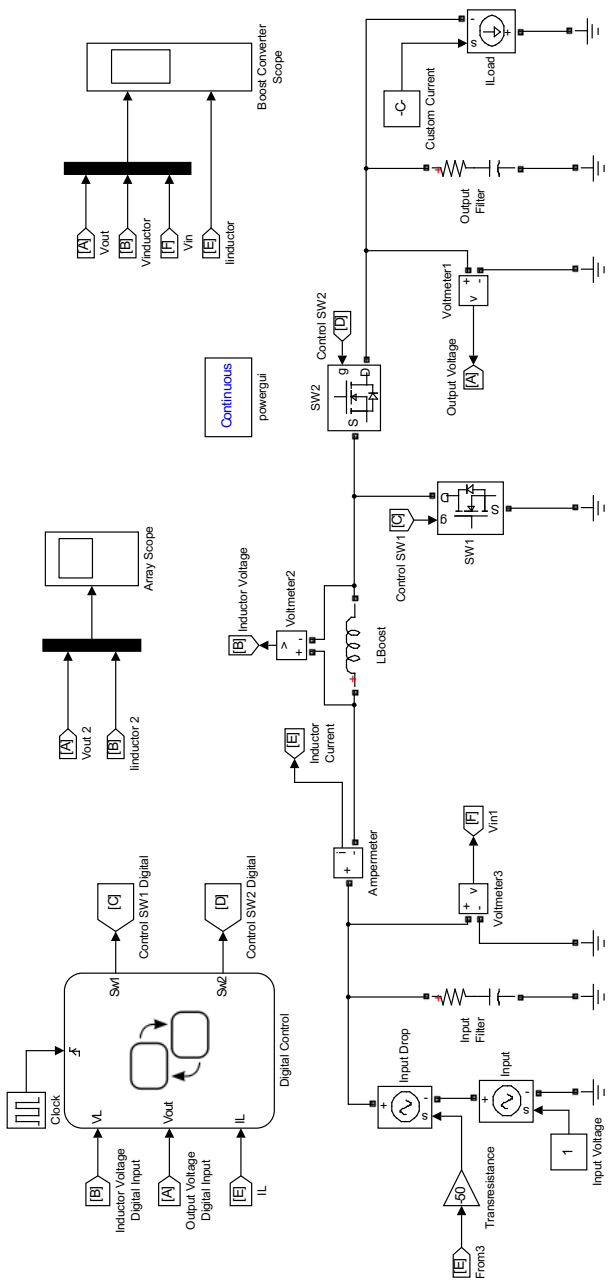 Clock
[B]
Inductor Voltage
Digital Input
[A]
Output Voltage
Digital Input
[E]
IL
VL
Vout
IL
Sw1
Sw2
Digital Control
[C]
Control SW1 Digital
[D]
Control SW2 Digital
[A]
Vout 2
[B]
Iinductor 2
Array Scope
Continuous
powergui
[A]
Vout
[B]
Vinductor
[F]
Vin
[E]
Iinductor
Boost Converter
Scope
[E]
From3
-50
Transresistance
1
Input Voltage
s
+
-
Input Drop
s
+
-
Input
Input
Filter
+
-
v
Voltmeter3
[F]
Vin1
+
-
i
Ampermeter
[E]
Inductor
Current
[B]
Inductor Voltage
+
-
v
Voltmeter2
LBoost
[C]
Control SW1
g
D
S
SW1
[D]
Control SW2
g
D
S
SW2
+
-
v
Voltmeter1
[A]
Output Voltage
Output
Filter
-C-
Custom Current
s
-
+
ILoad